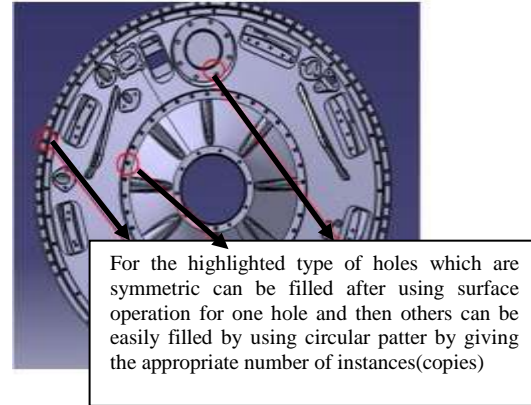 For the highlighted type of holes which are
symmetric can be filled after using surface
operation for one hole and then others can be
easily filled by using circular patter by giving
the appropriate number of instances(copies)